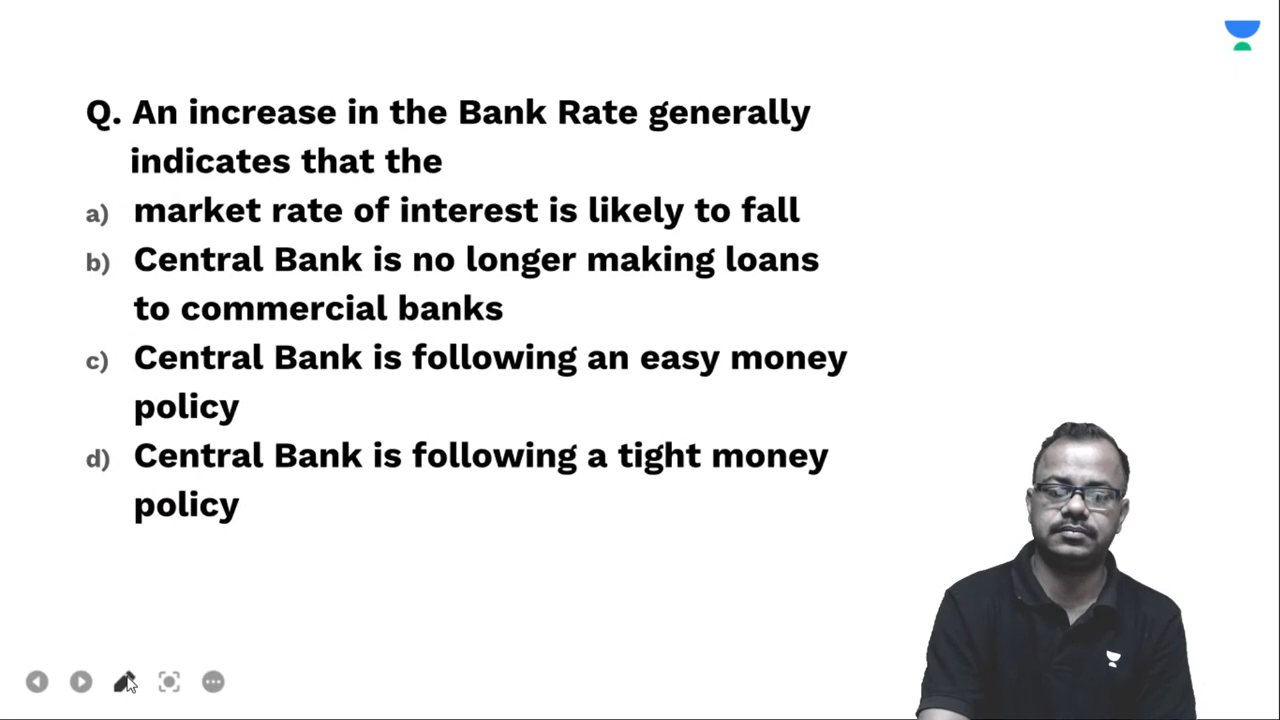 Q. An increase in the Bank Rate generally
indicates that the
a) market rate of interest is likely to fall
b) Central Bank is no longer making loans
to commercial banks
c) Central Bank is following an easy money
policy
d) Central Bank is following a tight money
policy